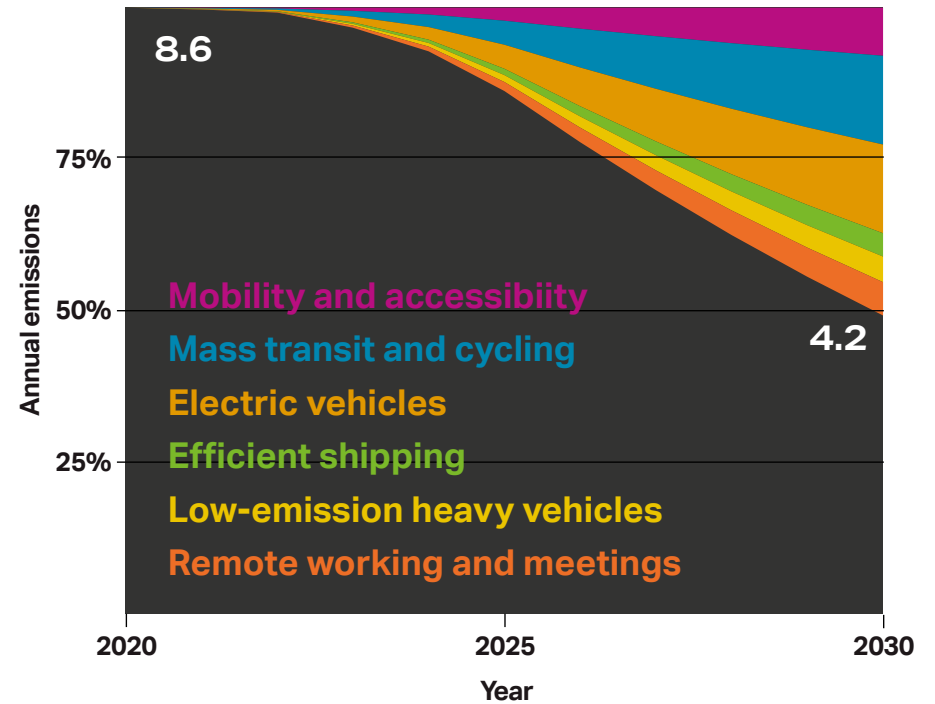 8.6
75%
Annual emissions
Mobility and accessibiity
50%
4.2
Mass transit and cycling
Electric vehicles
Efficient shipping
25%
Low-emission heavy vehicles
Remote working and meetings
2020
2025
2030
Year